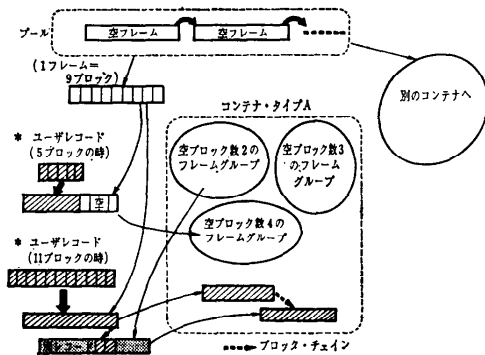 プール
空フレーム
空フレーム
(1フレーム=
9ブロック)
別のコンテナへ
コンテナ・タイプA
* ユーザレコード
(5ブロックの時)
空
空ブロック数2の
フレームグループ
空ブロック数3
のフレーム
グループ
空ブロック数4の
フレームグループ
* ユーザレコード
(11ブロックの時)
レコード
ブロック・チェイン